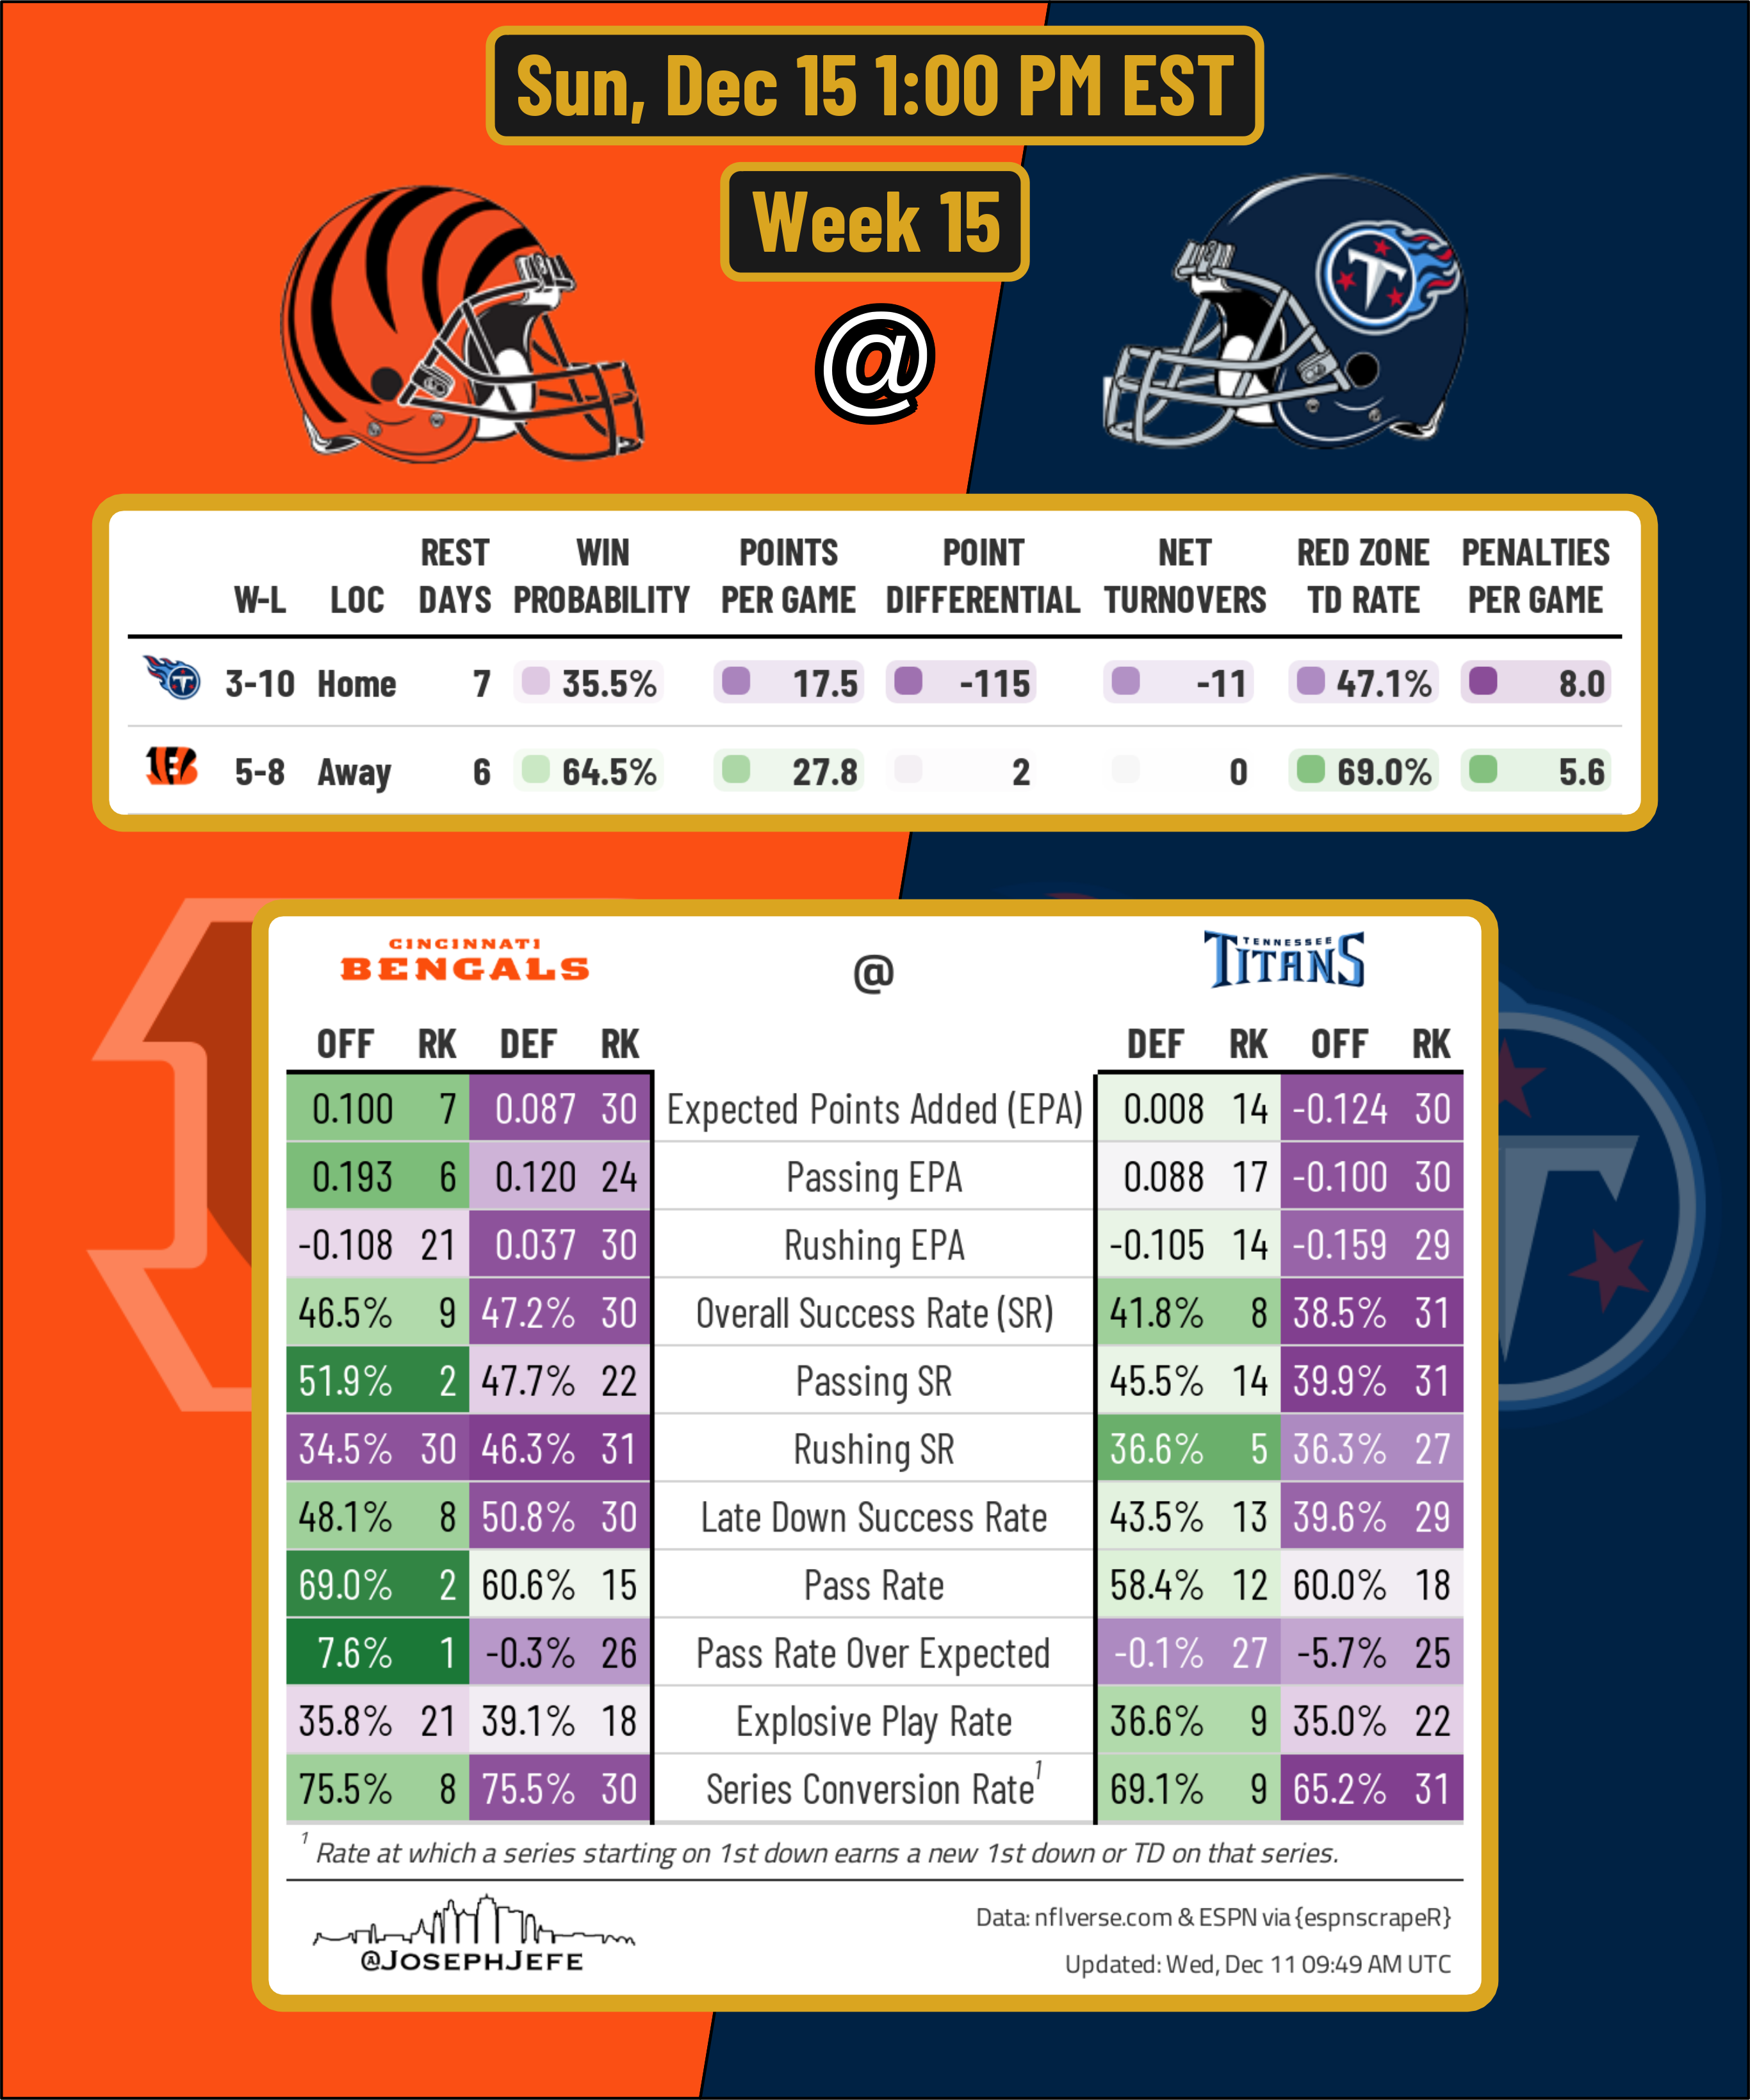 Sun, Dec 15 1:00 PM EST
Week 15
@
W-L LOC REST DAYS WIN PROBABILITY POINTS PER GAME POINT DIFFERENTIAL NET TURNOVERS RED ZONE TD RATE PENALTIES PER GAME
3-10 Home 7 35.5% 17.5 -115 -11 47.1% 8.0
5-8 Away 6 64.5% 27.8 2 0 69.0% 5.6
CINCINNATI BENGALS @ TENNESSEE TITANS
OFF RK DEF RK DEF RK OFF RK
0.100 7 0.087 30 Expected Points Added (EPA) 0.008 14 -0.124 30
0.193 6 0.120 24 Passing EPA 0.088 17 -0.100 30
-0.108 21 0.037 30 Rushing EPA -0.105 14 -0.159 29
46.5% 9 47.2% 30 Overall Success Rate (SR) 41.8% 8 38.5% 31
51.9% 2 47.7% 22 Passing SR 45.5% 14 39.9% 31
34.5% 30 46.3% 31 Rushing SR 36.6% 5 36.3% 27
48.1% 8 50.8% 30 Late Down Success Rate 43.5% 13 39.6% 29
69.0% 2 60.6% 15 Pass Rate 58.4% 12 60.0% 18
7.6% 1 -0.3% 26 Pass Rate Over Expected -0.1% 27 -5.7% 25
35.8% 21 39.1% 18 Explosive Play Rate 36.6% 9 35.0% 22
75.5% 8 75.5% 30 Series Conversion Rate¹ 69.1% 9 65.2% 31
¹ Rate at which a series starting on 1st down earns a new 1st down or TD on that series.
@JOSEPHJEFE
Data: nflverse.com & ESPN via {espnscrapeR}
Updated: Wed, Dec 11 09:49 AM UTC